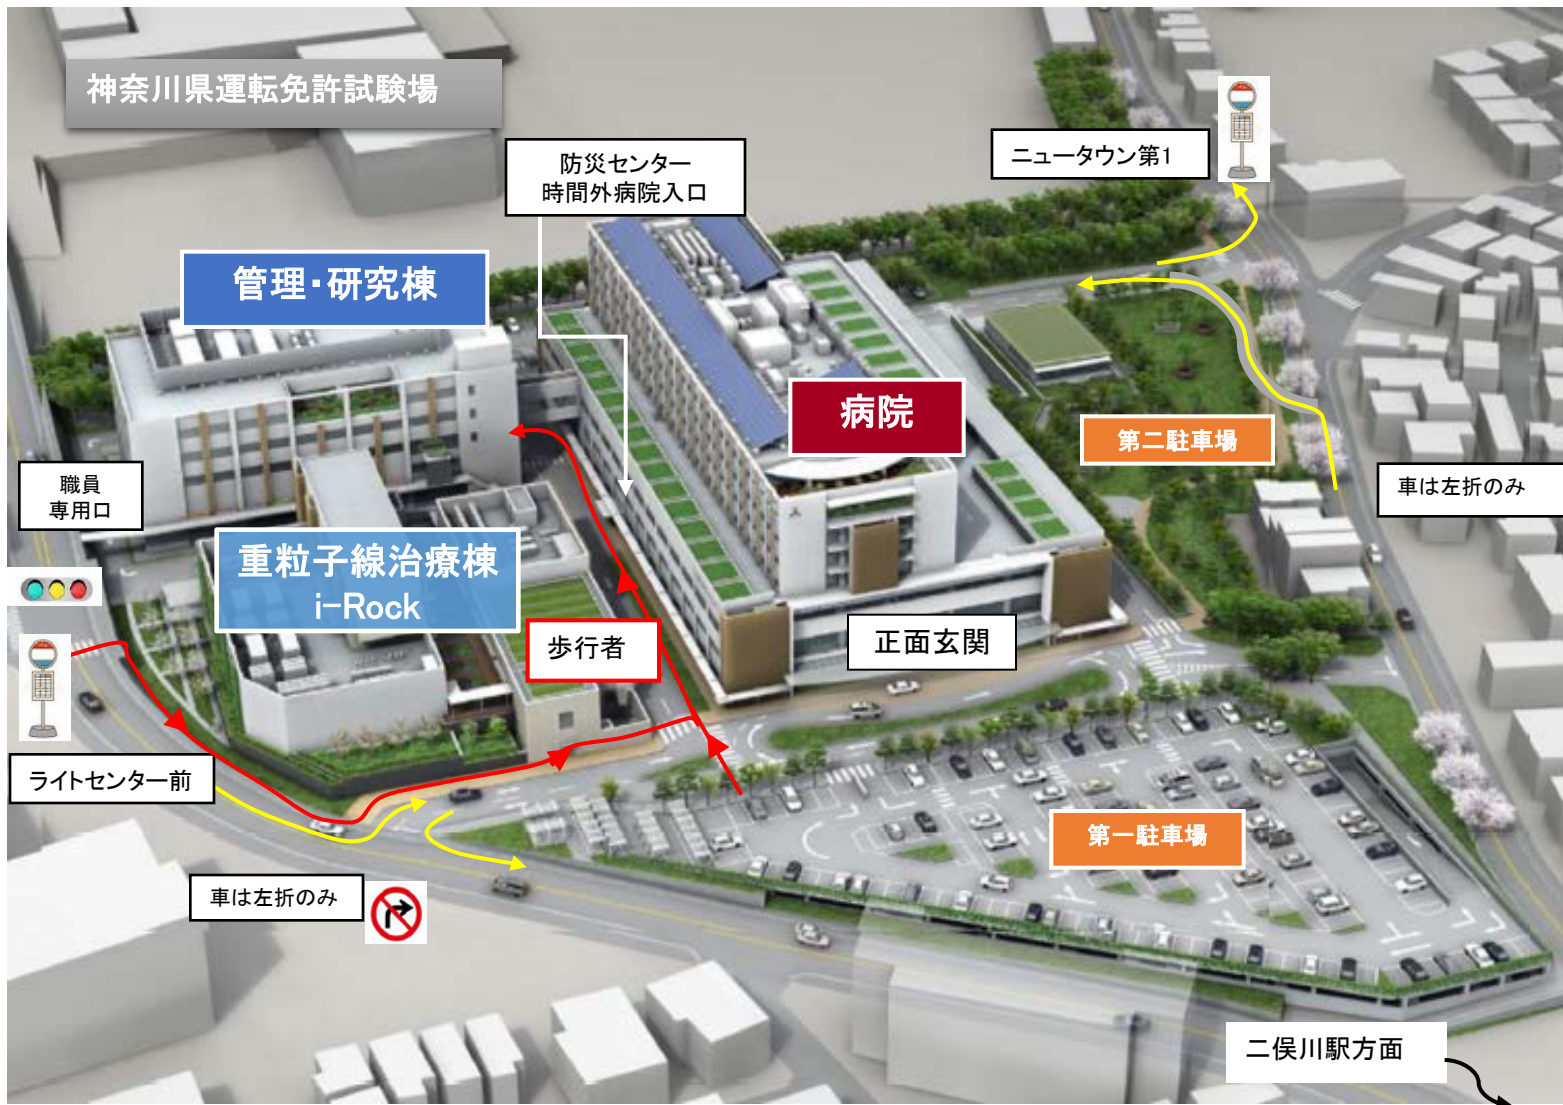 神奈川県運転免許試験場
防災センター
時間外病院入口
ニュータウン第1
管理・研究棟
病院
第二駐車場
車は左折のみ
職員
専用口
重粒子線治療棟
i-Rock
歩行者
正面玄関
ライトセンター前
第一駐車場
車は左折のみ
二俣川駅方面